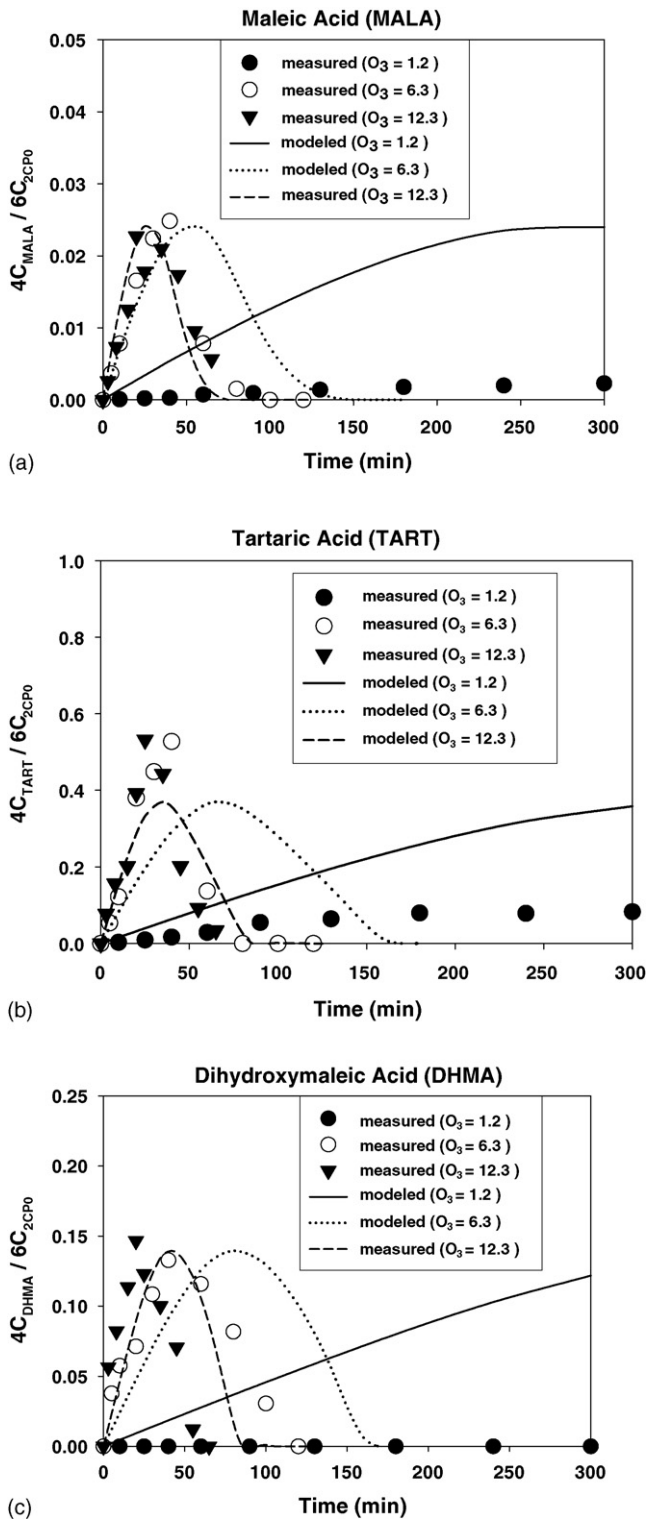 Maleic Acid (MALA)
0.05
0.04
0.03
0.02
0.01
0.00
4C_MALA / 6C_2CP0
measured (O3 = 1.2 )
measured (O3 = 6.3 )
measured (O3 = 12.3 )
modeled (O3 = 1.2 )
modeled (O3 = 6.3 )
measured (O3 = 12.3 )
0 50 100 150 200 250 300
Time (min)
(a)
Tartaric Acid (TART)
1.0
0.8
0.6
0.4
0.2
0.0
4C_TART / 6C_2CP0
measured (O3 = 1.2 )
measured (O3 = 6.3 )
measured (O3 = 12.3 )
modeled (O3 = 1.2 )
modeled (O3 = 6.3 )
modeled (O3 = 12.3 )
0 50 100 150 200 250 300
Time (min)
(b)
Dihydroxymaleic Acid (DHMA)
0.25
0.20
0.15
0.10
0.05
0.00
4C_DHMA / 6C_2CP0
measured (O3 = 1.2 )
measured (O3 = 6.3 )
measured (O3 = 12.3 )
modeled (O3 = 1.2 )
modeled (O3 = 6.3 )
measured (O3 = 12.3 )
0 50 100 150 200 250 300
Time (min)
(c)